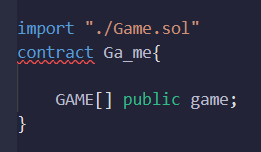 import "./Game.sol"
contract Ga_me{
GAME[] public game;
}